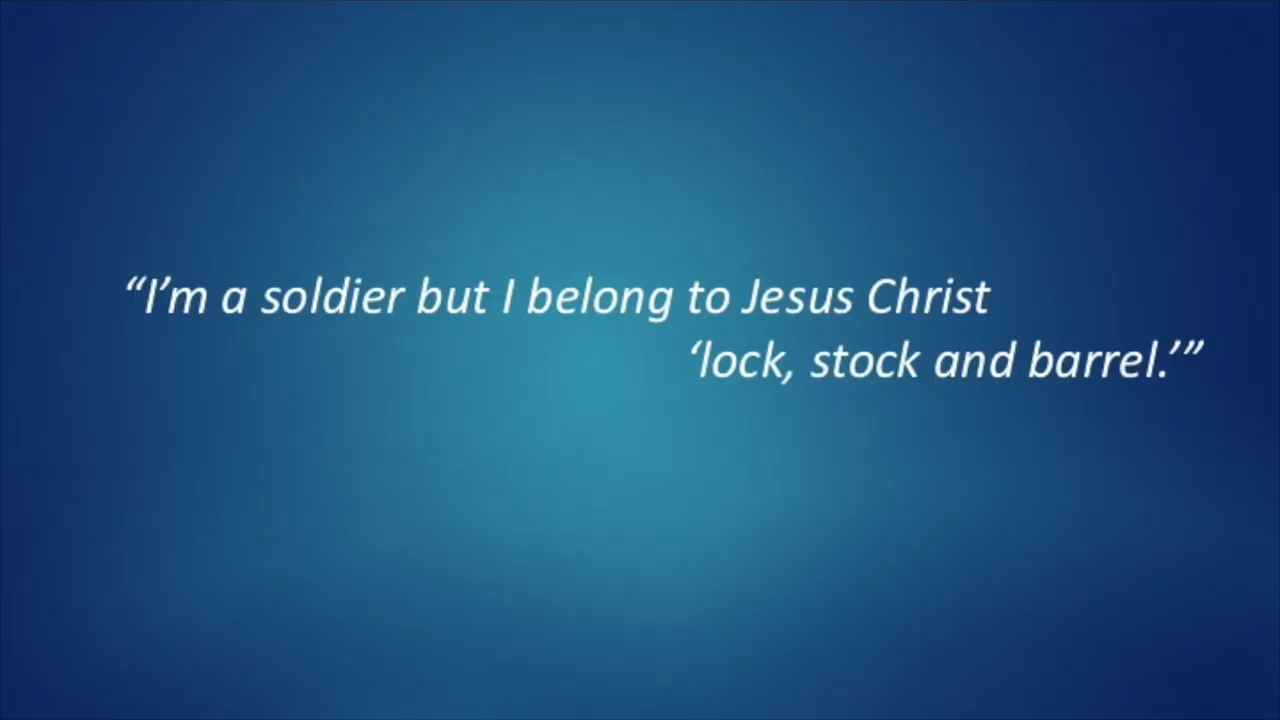 “I’m a soldier but I belong to Jesus Christ
‘lock, stock and barrel.’”